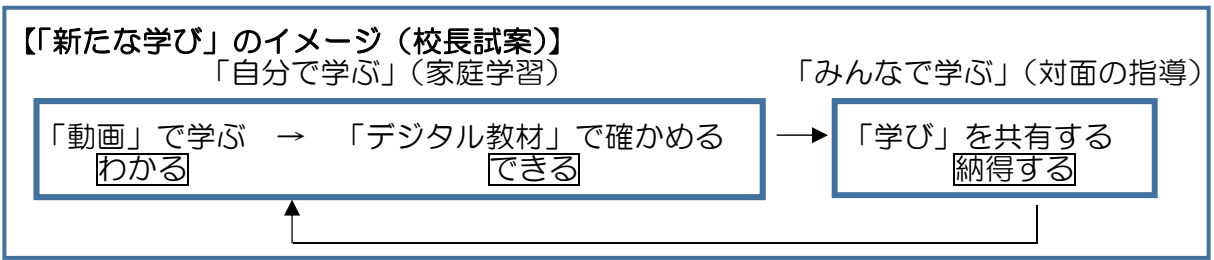 【「新たな学び」のイメージ（校長試案）】
「自分で学ぶ」（家庭学習）　「みんなで学ぶ」（対面の指導）
「動画」で学ぶ　→　「デジタル教材」で確かめる　「学び」を共有する
わかる　できる　納得する